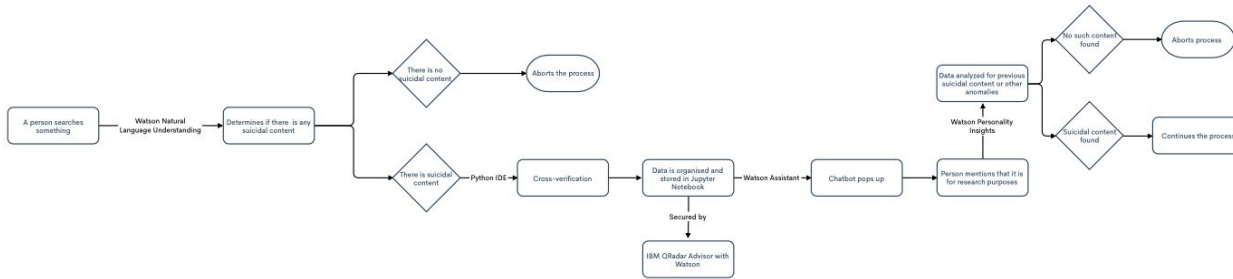 A person searches
something
Watson Natural
Language Understanding
Determines if there is any
suicidal content
There is no
suicidal content
Aborts the process
There is suicidal
content
Python IDE
Cross-verification
Data is organised and
stored in Jupyter
Notebook
Secured by
IBM QRadar Advisor with
Watson
Watson Assistant
Chatbot pops up
Person mentions that it is
for research purposes
Watson Personality
Insights
Data analyzed for previous
suicidal content or other
anomalies
No such content
found
Aborts process
Suicidal content
found
Continues the process